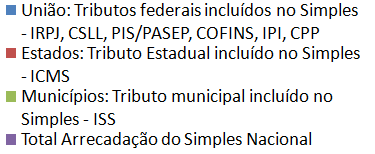 União: Tributos federais incluídos no Simples
- IRPJ, CSLL, PIS/PASEP, COFINS, IPI, CPP
Estados: Tributo Estadual incluído no Simples
- ICMS
Municípios: Tributo municipal incluído no
Simples - ISS
Total Arrecadação do Simples Nacional